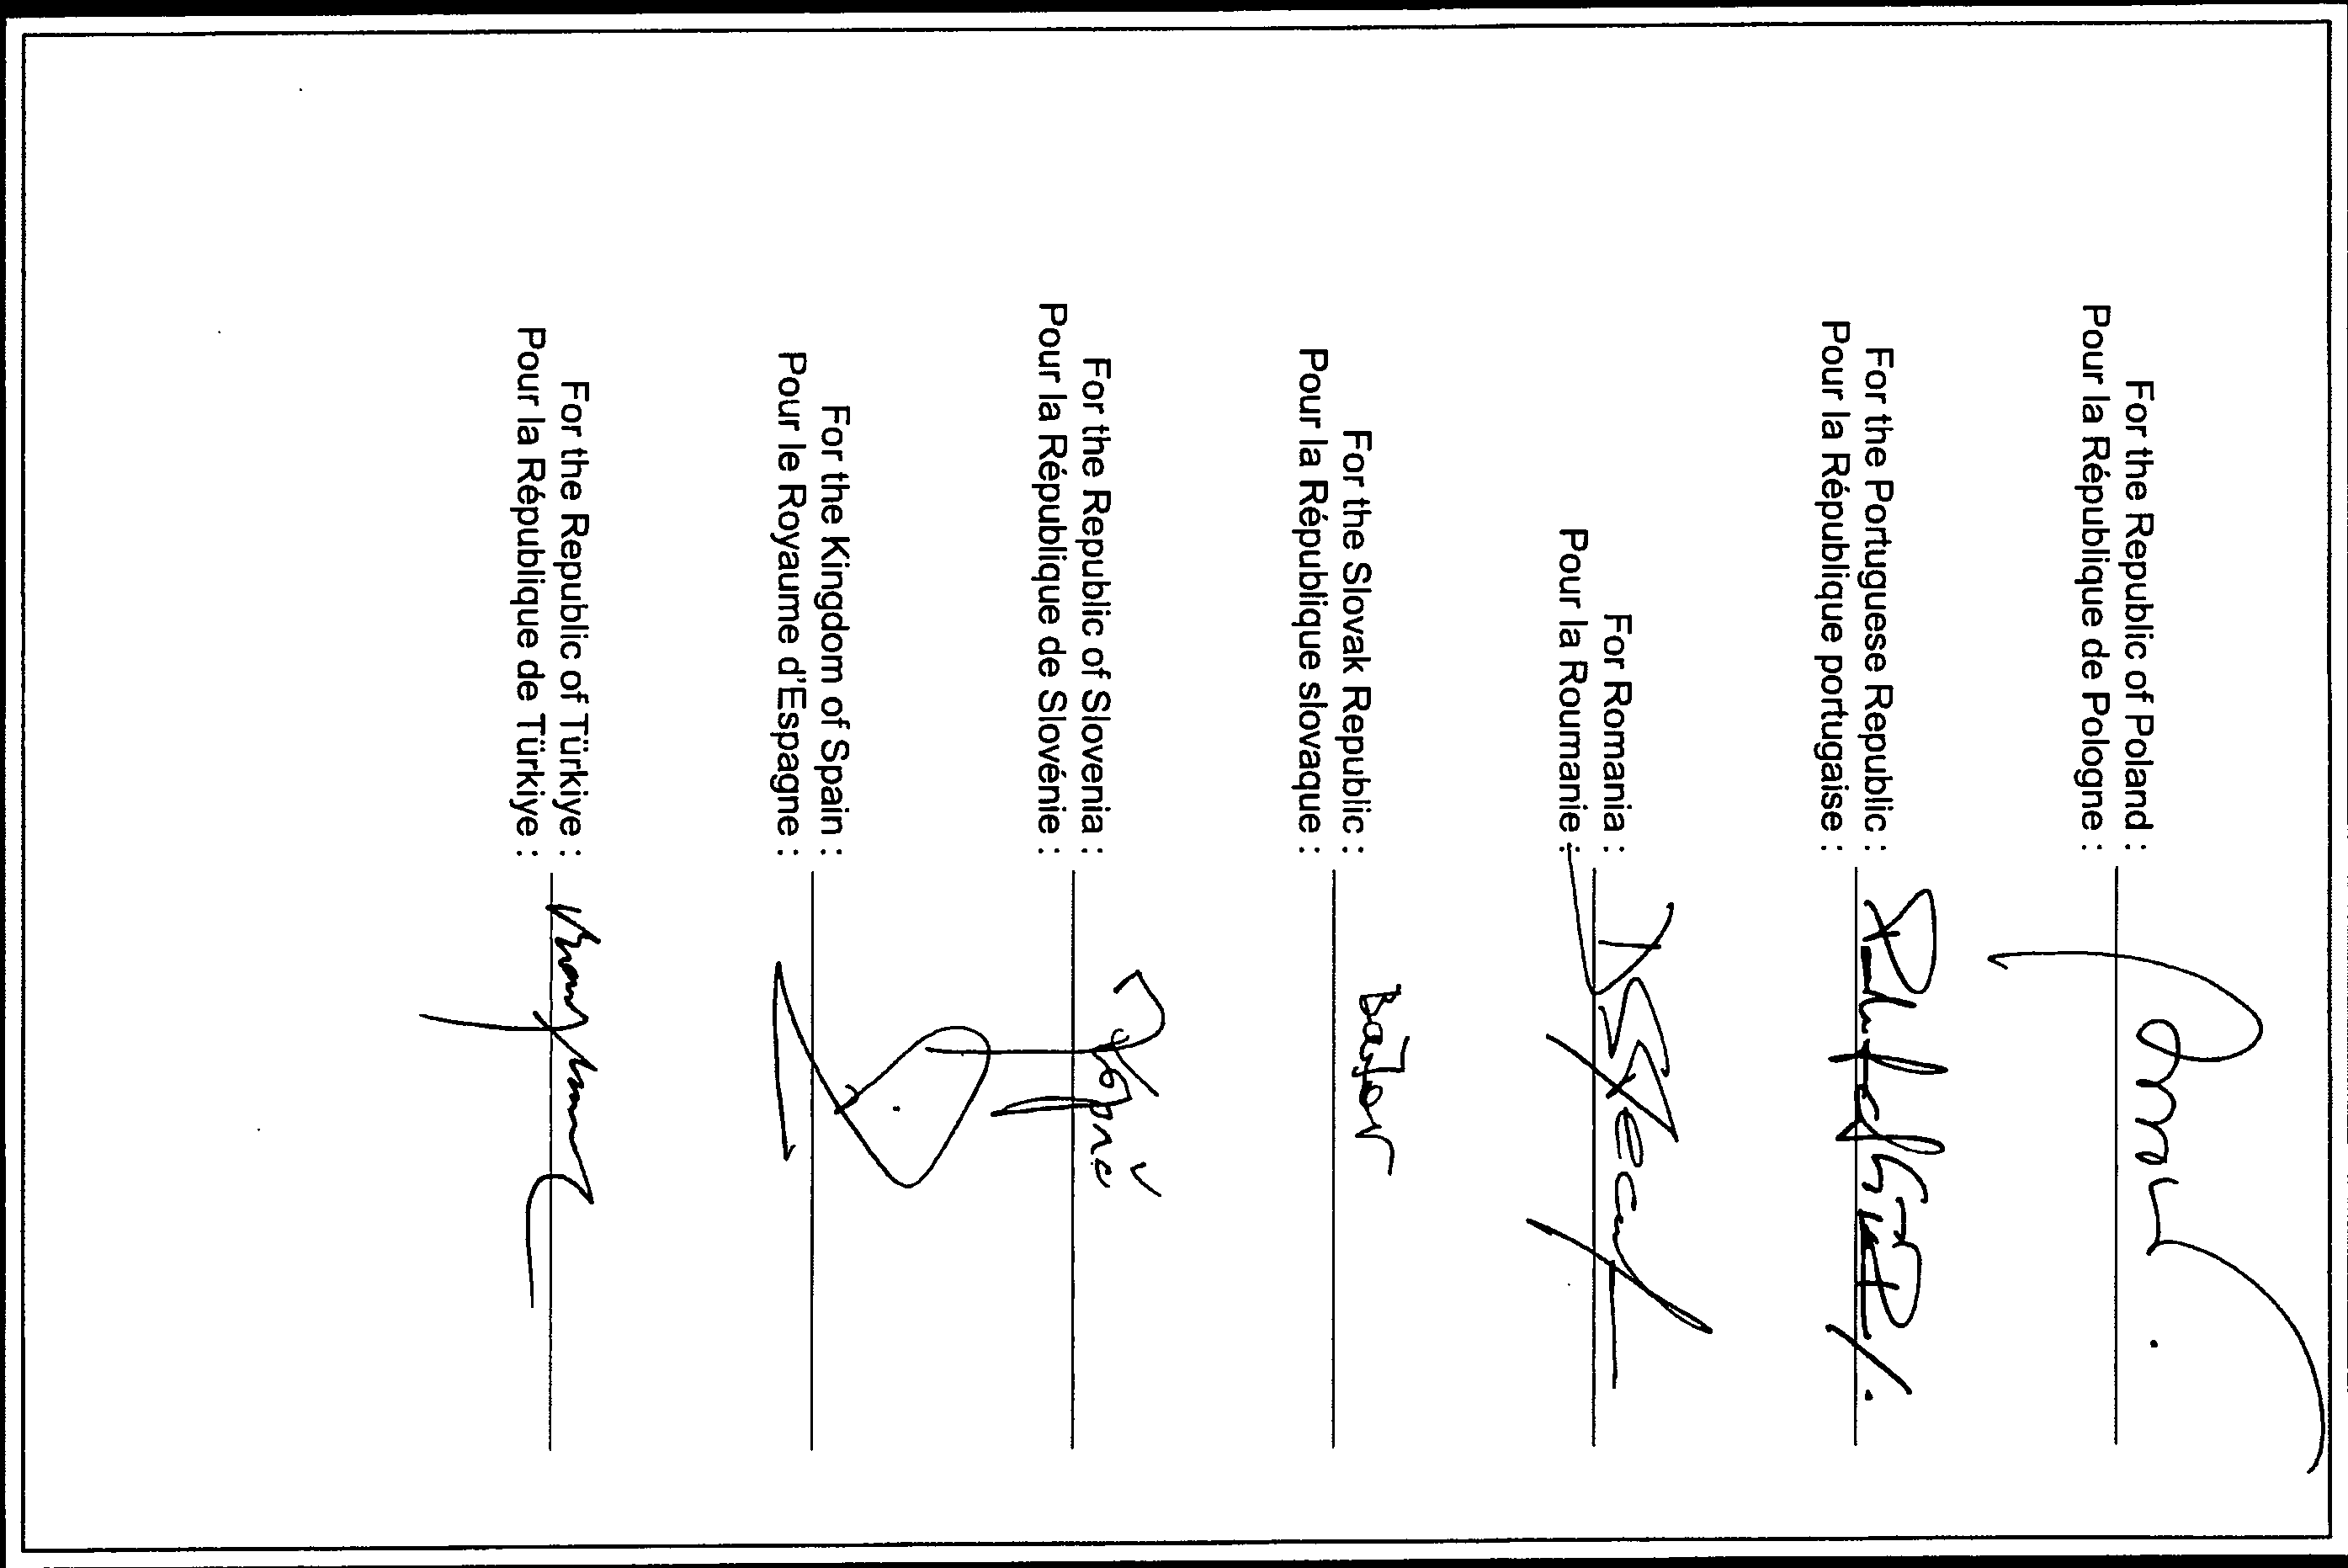 For the Republic of Poland :
Pour la République de Pologne :
For the Portuguese Republic :
Pour la République portugaise :
For Romania :
Pour la Roumanie :
For the Slovak Republic :
Pour la République slovaque :
For the Republic of Slovenia :
Pour la République de Slovénie :
For the Kingdom of Spain :
Pour le Royaume d'Espagne :
For the Republic of Türkiye :
Pour la République de Türkiye :